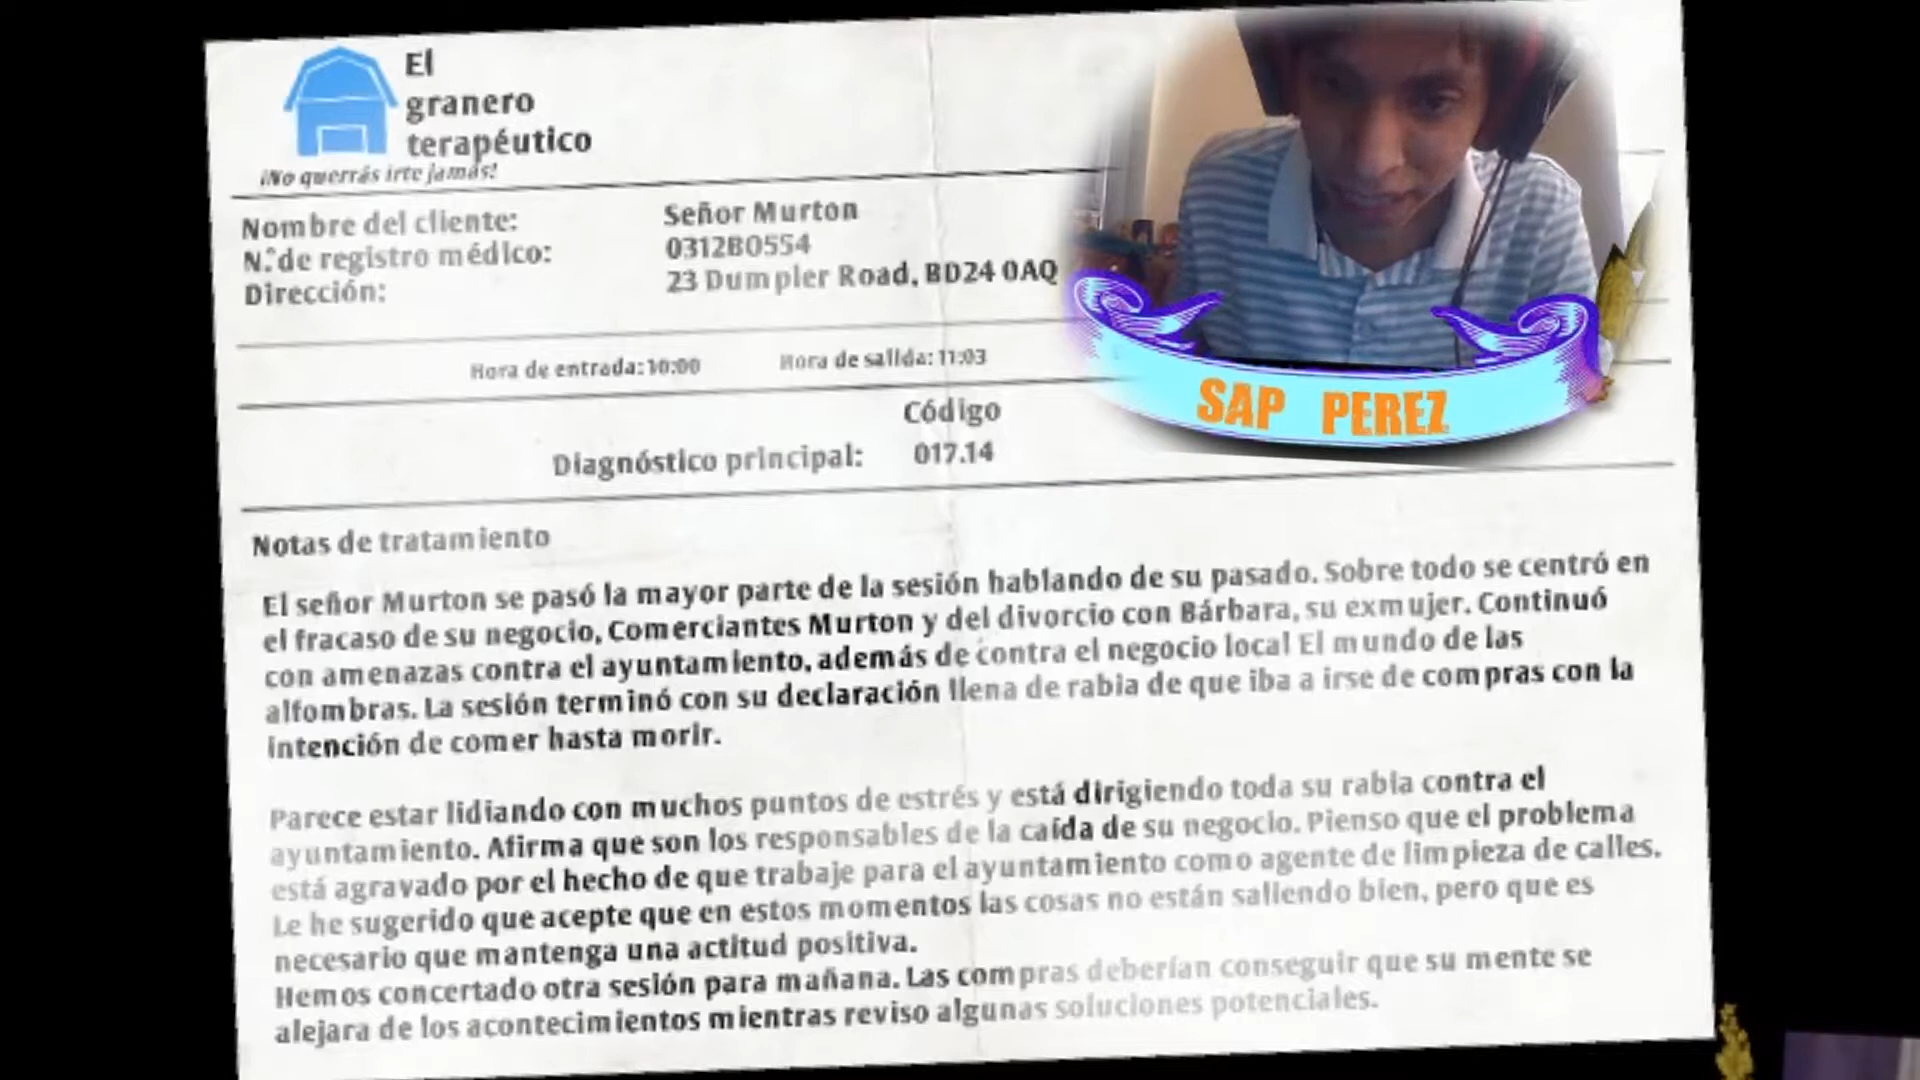 El
granero
terapéutico
¡No querrás irte jamás!
Nombre del cliente: Señor Murton
N.º de registro médico: 0312B0554
Dirección: 23 Dumpler Road, BD24 0AQ
Hora de entrada: 10:00 Hora de salida: 11:03
Código
Diagnóstico principal: 017.14
SAP PEREZ
Notas de tratamiento
El señor Murton se pasó la mayor parte de la sesión hablando de su pasado. Sobre todo se centró en
el fracaso de su negocio, Comerciantes Murton y del divorcio con Bárbara, su exmujer. Continuó
con amenazas contra el ayuntamiento, además de contra el negocio local El mundo de las
alfombras. La sesión terminó con su declaración llena de rabia de que iba a irse de compras con la
intención de comer hasta morir.
Parece estar lidiando con muchos puntos de estrés y está dirigiendo toda su rabia contra el
ayuntamiento. Afirma que son los responsables de la caída de su negocio. Pienso que el problema
está agravado por el hecho de que trabaje para el ayuntamiento como agente de limpieza de calles.
Le he sugerido que acepte que en estos momentos las cosas no están saliendo bien, pero que es
necesario que mantenga una actitud positiva.
Hemos concertado otra sesión para mañana. Las compras deberían conseguir que su mente se
alejara de los acontecimientos mientras reviso algunas soluciones potenciales.